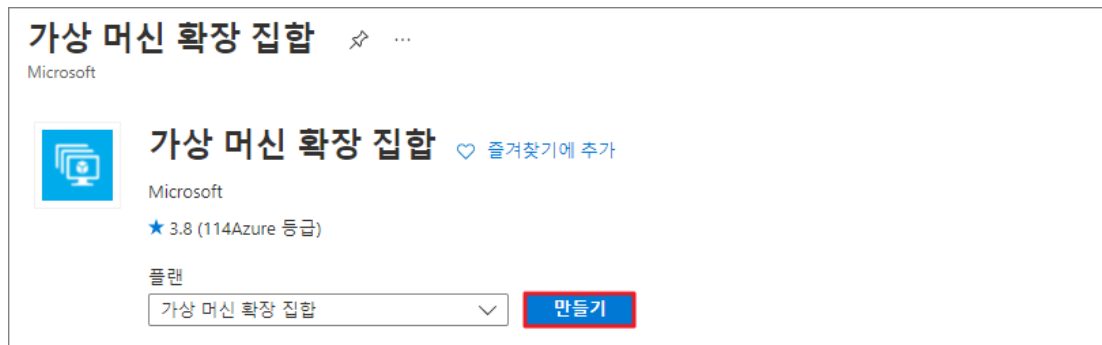 가상 머신 확장 집합 ...
Microsoft
가상 머신 확장 집합 즐겨찾기에 추가
Microsoft
★ 3.8 (114Azure 등급)
플랜
가상 머신 확장 집합
만들기